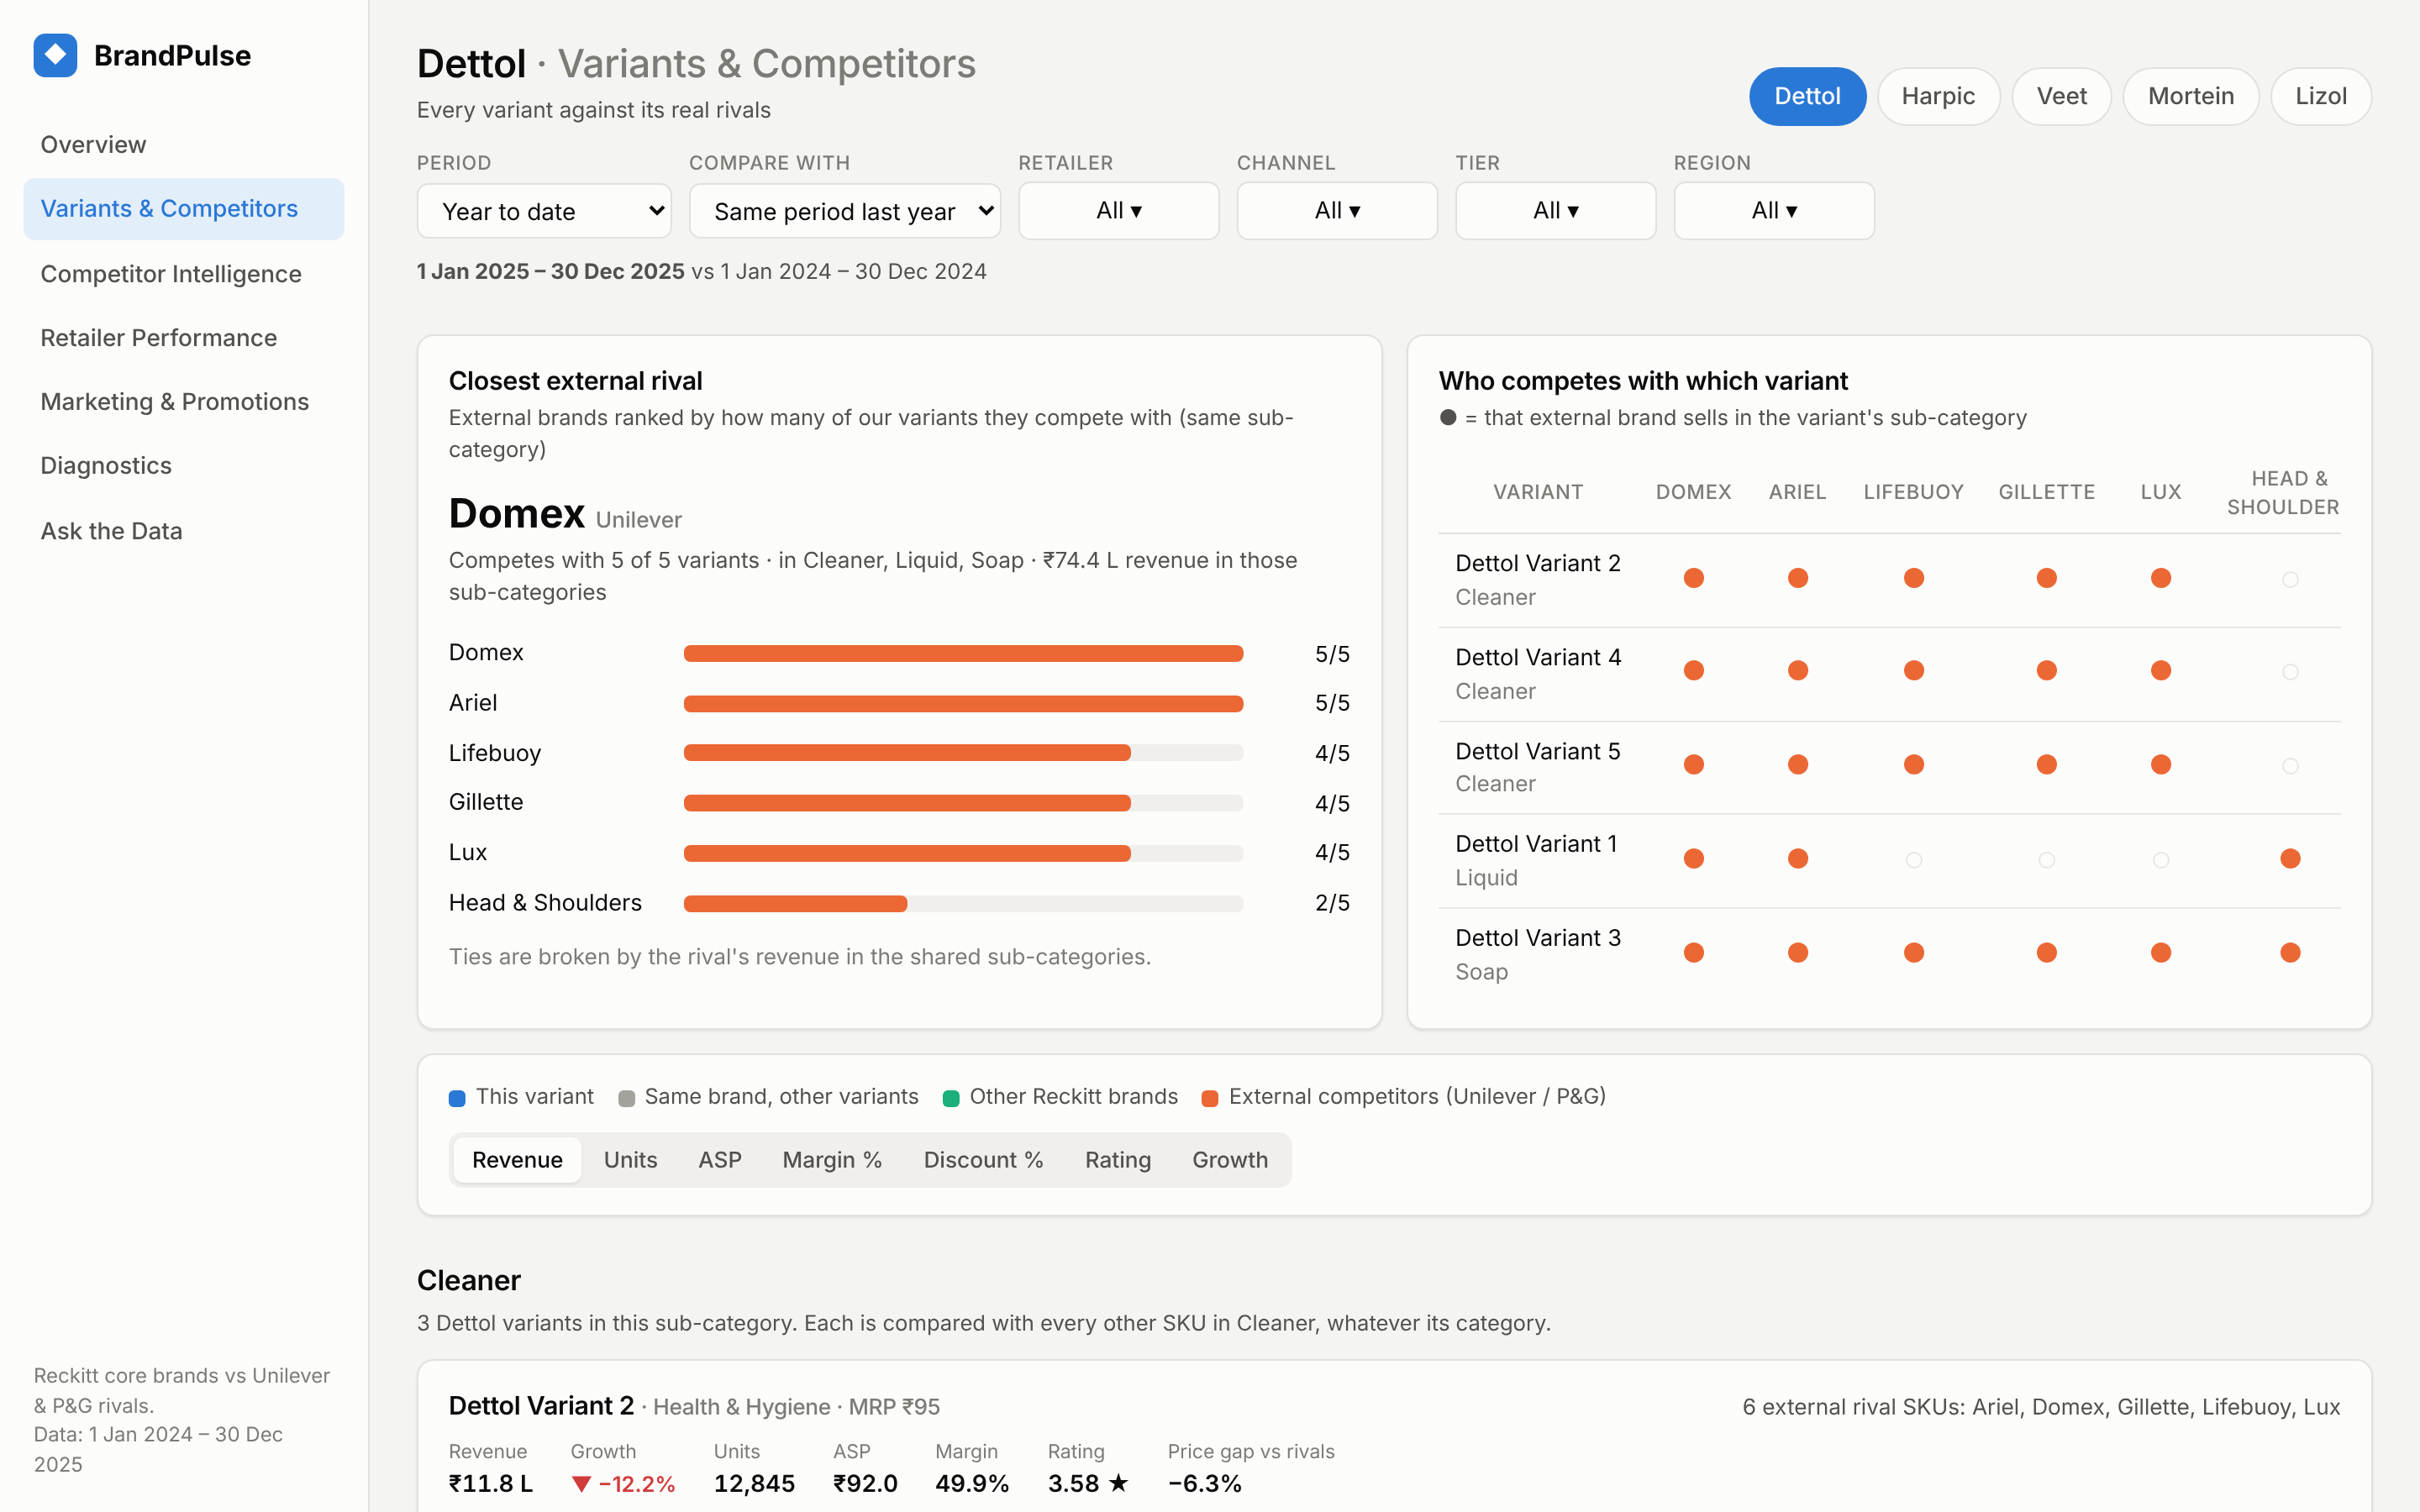 BrandPulse
Overview
Variants & Competitors
Competitor Intelligence
Retailer Performance
Marketing & Promotions
Diagnostics
Ask the Data
Reckitt core brands vs Unilever
& P&G rivals.
Data: 1 Jan 2024 – 30 Dec
2025
Dettol · Variants & Competitors
Every variant against its real rivals
Dettol Harpic Veet Mortein Lizol
PERIOD COMPARE WITH RETAILER CHANNEL TIER REGION
Year to date Same period last year All ▾ All ▾ All ▾ All ▾
1 Jan 2025 – 30 Dec 2025 vs 1 Jan 2024 – 30 Dec 2024
Closest external rival
External brands ranked by how many of our variants they compete with (same sub-
category)
Domex Unilever
Competes with 5 of 5 variants · in Cleaner, Liquid, Soap · ₹74.4 L revenue in those
sub-categories
Domex 5/5
Ariel 5/5
Lifebuoy 4/5
Gillette 4/5
Lux 4/5
Head & Shoulders 2/5
Ties are broken by the rival's revenue in the shared sub-categories.
Who competes with which variant
● = that external brand sells in the variant's sub-category
VARIANT DOMEX ARIEL LIFEBUOY GILLETTE LUX HEAD &
SHOULDER
Dettol Variant 2
Cleaner
Dettol Variant 4
Cleaner
Dettol Variant 5
Cleaner
Dettol Variant 1
Liquid
Dettol Variant 3
Soap
This variant Same brand, other variants Other Reckitt brands External competitors (Unilever / P&G)
Revenue Units ASP Margin % Discount % Rating Growth
Cleaner
3 Dettol variants in this sub-category. Each is compared with every other SKU in Cleaner, whatever its category.
Dettol Variant 2 · Health & Hygiene · MRP ₹95
6 external rival SKUs: Ariel, Domex, Gillette, Lifebuoy, Lux
Revenue Growth Units ASP Margin Rating Price gap vs rivals
₹11.8 L ▼ −12.2% 12,845 ₹92.0 49.9% 3.58 ★ −6.3%